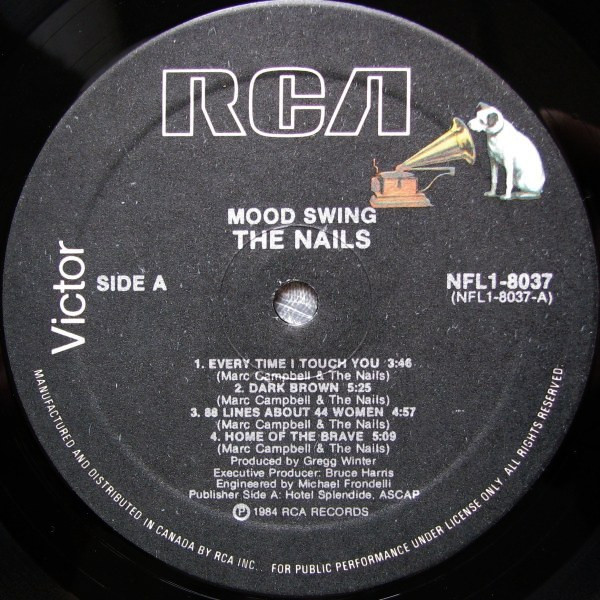 RCA
MOOD SWING
THE NAILS
Victor
SIDE A
NFL1-8037
(NFL1-8037-A)
1. EVERY TIME I TOUCH YOU 3:46
(Marc Campbell & The Nails)
2. DARK BROWN 5:25
(Marc Campbell & The Nails)
3. 88 LINES ABOUT 44 WOMEN 4:57
(Marc Campbell & The Nails)
4. HOME OF THE BRAVE 5:09
(Marc Campbell & The Nails)
Produced by Gregg Winter
Executive Producer: Bruce Harris
Engineered by Michael Frondelli
Publisher Side A: Hotel Splendide, ASCAP
Ⓟ 1984 RCA RECORDS
MANUFACTURED AND DISTRIBUTED IN CANADA BY RCA INC.. FOR PUBLIC PERFORMANCE UNDER LICENSE ONLY. ALL RIGHTS RESERVED.